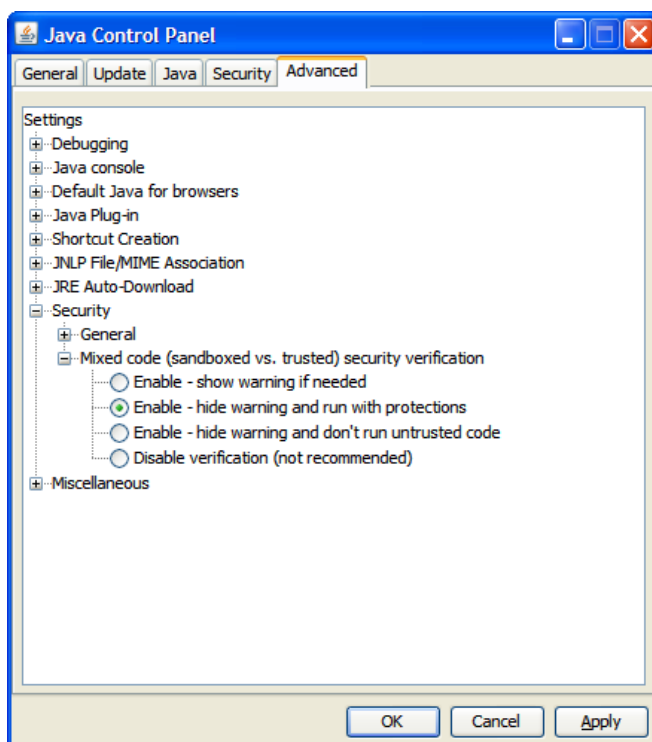 Java Control Panel
General Update Java Security Advanced
Settings
Debugging
Java console
Default Java for browsers
Java Plug-in
Shortcut Creation
JNLP File/MIME Association
JRE Auto-Download
Security
General
Mixed code (sandboxed vs. trusted) security verification
Enable - show warning if needed
Enable - hide warning and run with protections
Enable - hide warning and don't run untrusted code
Disable verification (not recommended)
Miscellaneous
OK Cancel Apply